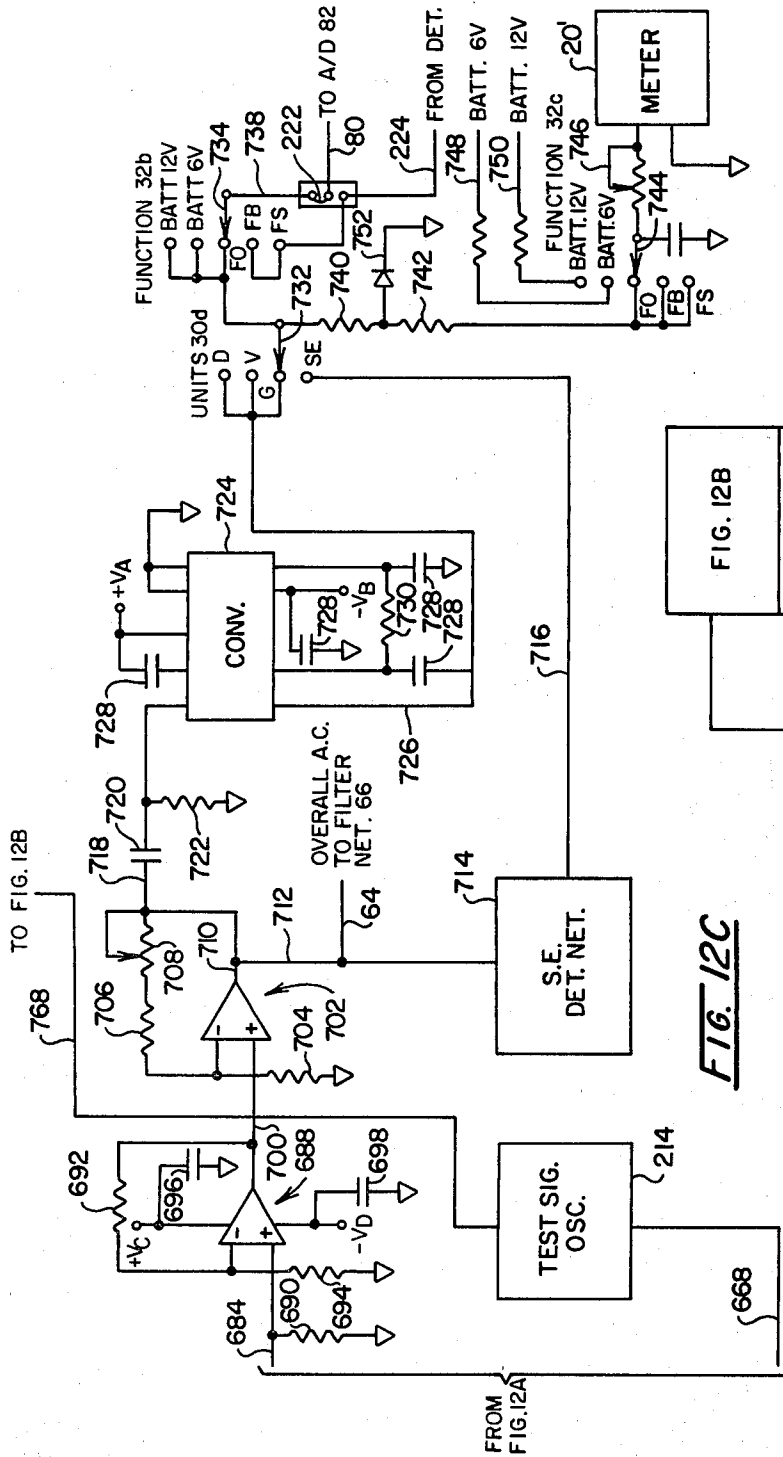 TO FIG. 12B
768
692
+VC
696
688
698
-VD
684
690
694
700
FROM
FIG.12A
668
TEST SIG.
OSC.
214
706
708
704
702
710
712
718
720
722
64
OVERALL A.C.
TO FILTER
NET. 66
S.E.
DET. NET.
714
716
728
+VA
CONV.
724
728
-VB
730
728
728
726
UNITS 30d
D
V
G
SE
732
FUNCTION 32b
BATT 12V
BATT 6V
FO
FB
FS
734
738
222
TO A/D 82
80
224
FROM DET.
740
752
742
748
BATT. 6V
750
BATT. 12V
FUNCTION 32c
BATT. 12V
BATT. 6V
FO
FB
FS
744
746
METER
20'
FIG. 12B
FIG. 12C